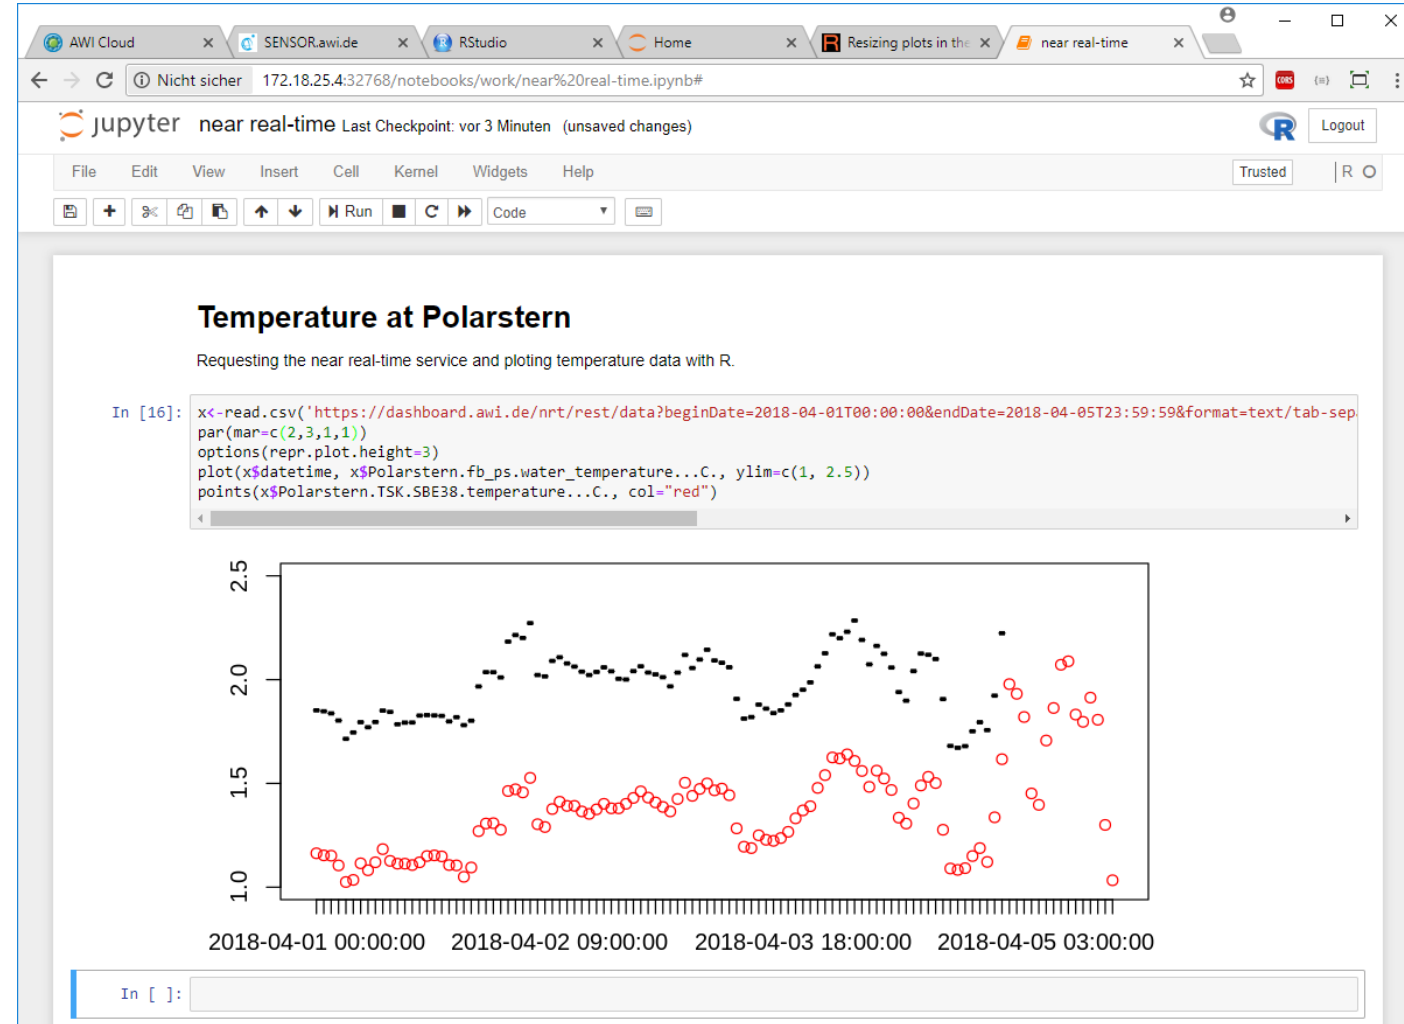 AWI Cloud
SENSOR.awi.de
RStudio
Home
Resizing plots in the
near real-time
Nicht sicher 172.18.25.4:32768/notebooks/work/near%20real-time.ipynb#
CORS
jupyter near real-time Last Checkpoint: vor 3 Minuten (unsaved changes)
R
Logout
File Edit View Insert Cell Kernel Widgets Help
Trusted
R
Run
Code
Temperature at Polarstern
Requesting the near real-time service and ploting temperature data with R.
In [16]:
x<-read.csv('https://dashboard.awi.de/nrt/rest/data?beginDate=2018-04-01T00:00:00&endDate=2018-04-05T23:59:59&format=text/tab-sepa
par(mar=c(2,3,1,1))
options(repr.plot.height=3)
plot(x$datetime, x$Polarstern.fb_ps.water_temperature...C., ylim=c(1, 2.5))
points(x$Polarstern.TSK.SBE38.temperature...C., col="red")
2.5
2.0
1.5
1.0
2018-04-01 00:00:00 2018-04-02 09:00:00 2018-04-03 18:00:00 2018-04-05 03:00:00
In [ ]: